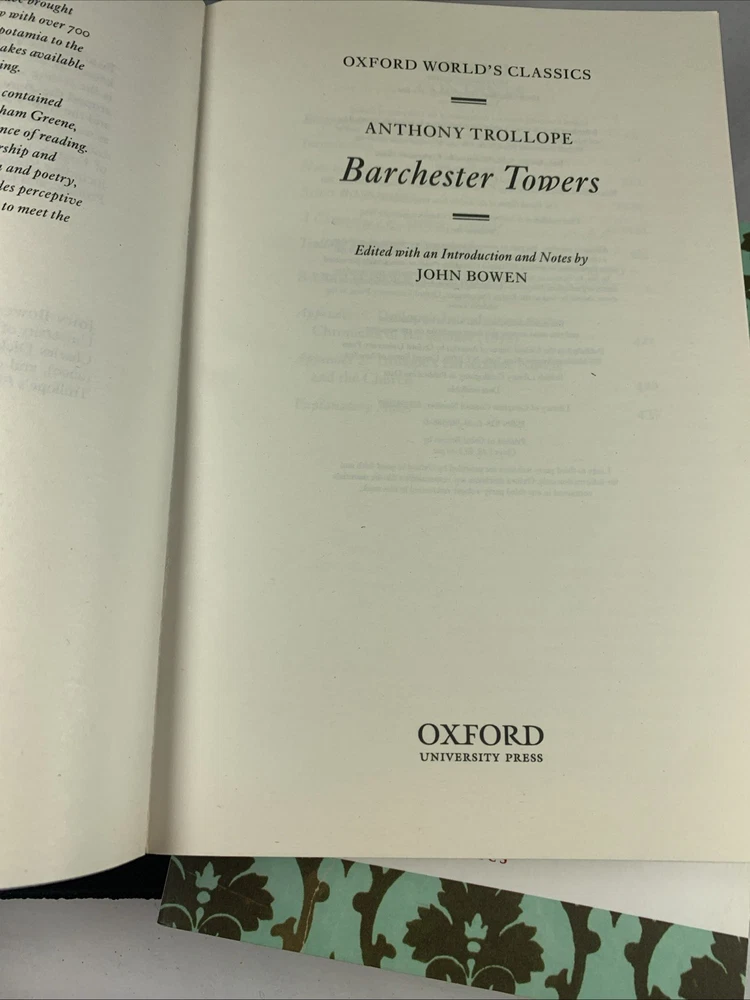 brought
with over 700
potamia to the
akes available
ing.
contained
ham Greene,
nce of reading.
rship and
and poetry,
les perceptive
to meet the
OXFORD WORLD'S CLASSICS
ANTHONY TROLLOPE
Barchester Towers
Edited with an Introduction and Notes by
JOHN BOWEN
OXFORD
UNIVERSITY PRESS